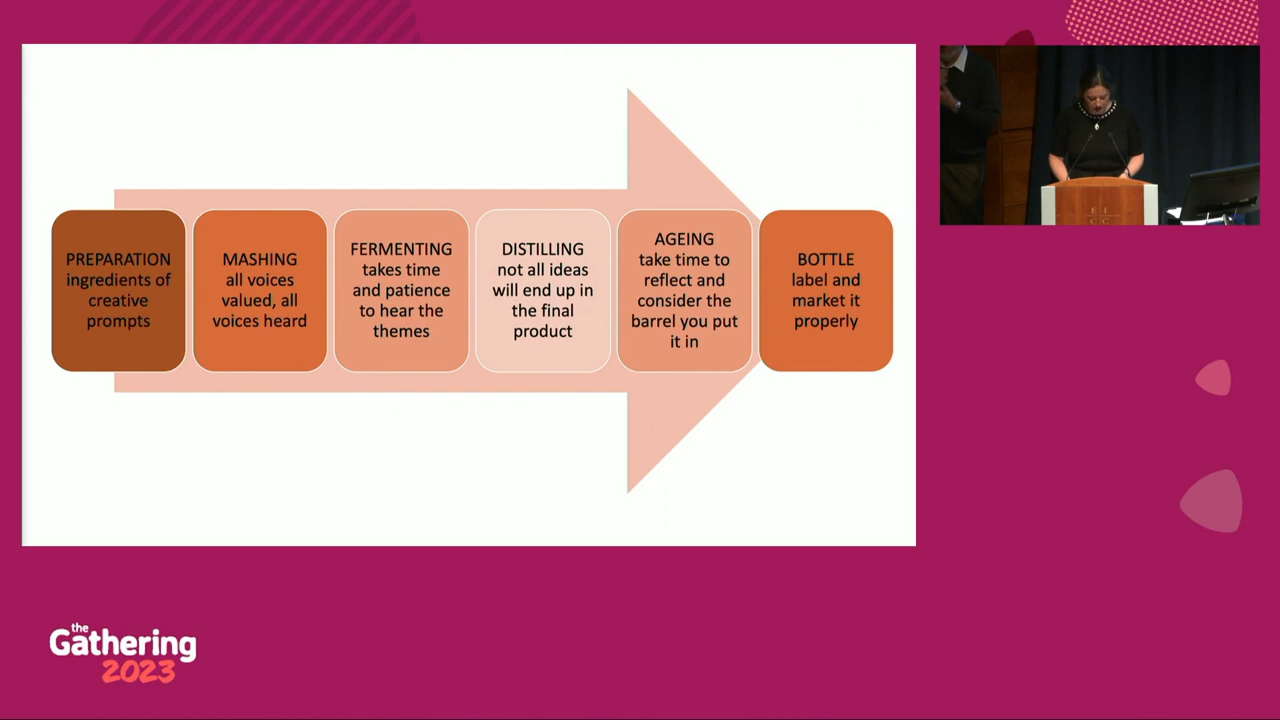 PREPARATION
ingredients of
creative
prompts
MASHING
all voices
valued, all
voices heard
FERMENTING
takes time
and patience
to hear the
themes
DISTILLING
not all ideas
will end up in
the final
product
AGEING
take time to
reflect and
consider the
barrel you put
it in
BOTTLE
label and
market it
properly
EI
CC
the
Gathering
2023